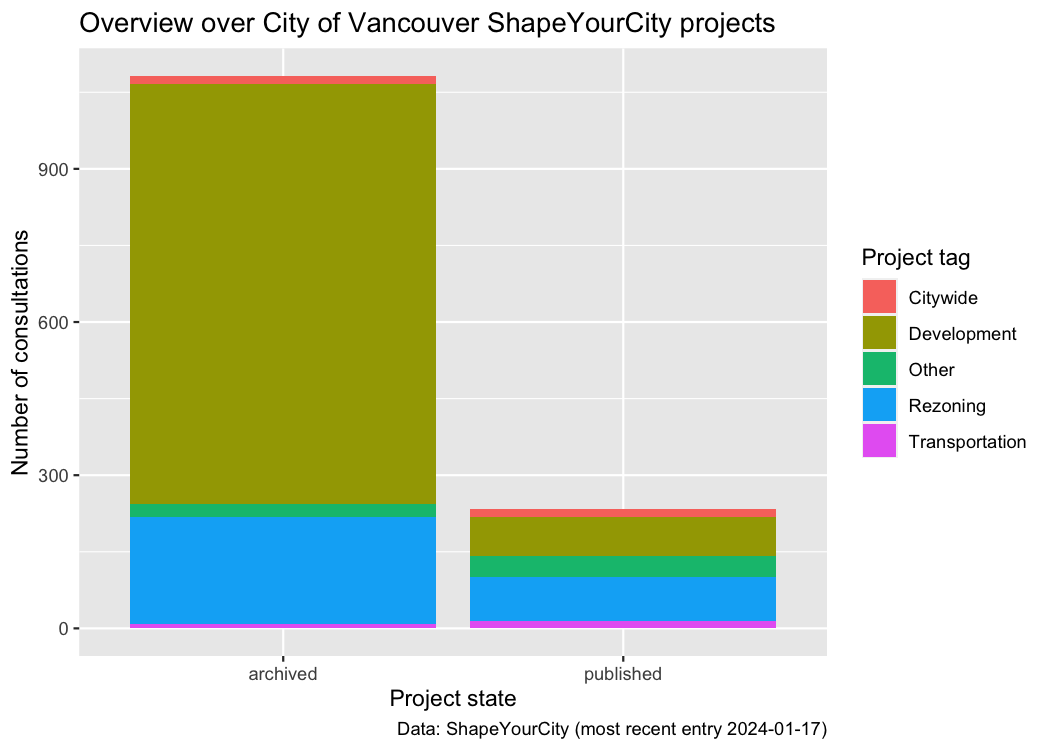 Overview over City of Vancouver ShapeYourCity projects
Number of consultations
900
600
300
0
archived
published
Project state
Project tag
Citywide
Development
Other
Rezoning
Transportation
Data: ShapeYourCity (most recent entry 2024-01-17)